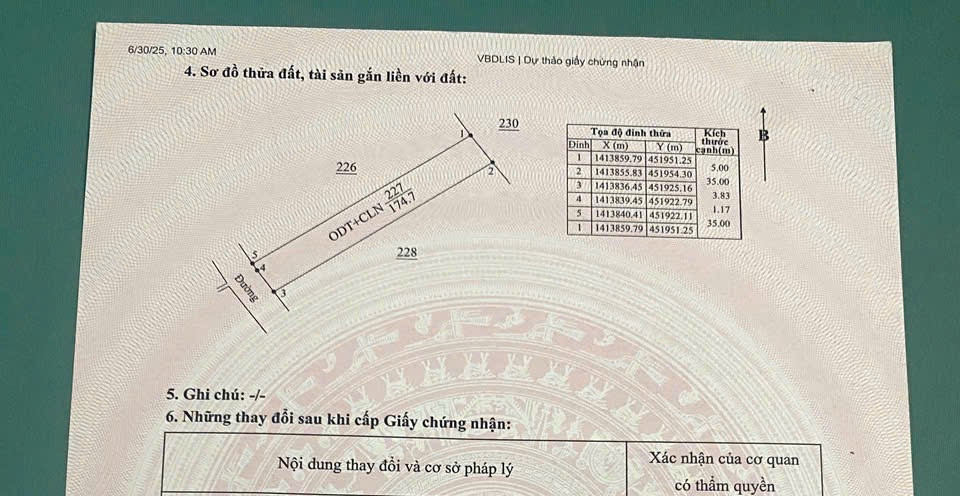 6/30/25, 10:30 AM
VBDLIS | Dự thảo giấy chứng nhận
4. Sơ đồ thửa đất, tài sản gắn liền với đất:
230
1
226
2
ODT+CLN 227
174.7
228
5
4
3
Đường
B
Tọa độ đỉnh thửa Kích thước cạnh(m)
Đỉnh X (m) Y (m)
1 1413859.79 451951.25
5.00
2 1413855.83 451954.30
35.00
3 1413836.45 451925.16
3.83
4 1413839.45 451922.79
1.17
5 1413840.41 451922.11
35.00
1 1413859.79 451951.25
5. Ghi chú: -/-
6. Những thay đổi sau khi cấp Giấy chứng nhận:
Nội dung thay đổi và cơ sở pháp lý
Xác nhận của cơ quan
có thẩm quyền